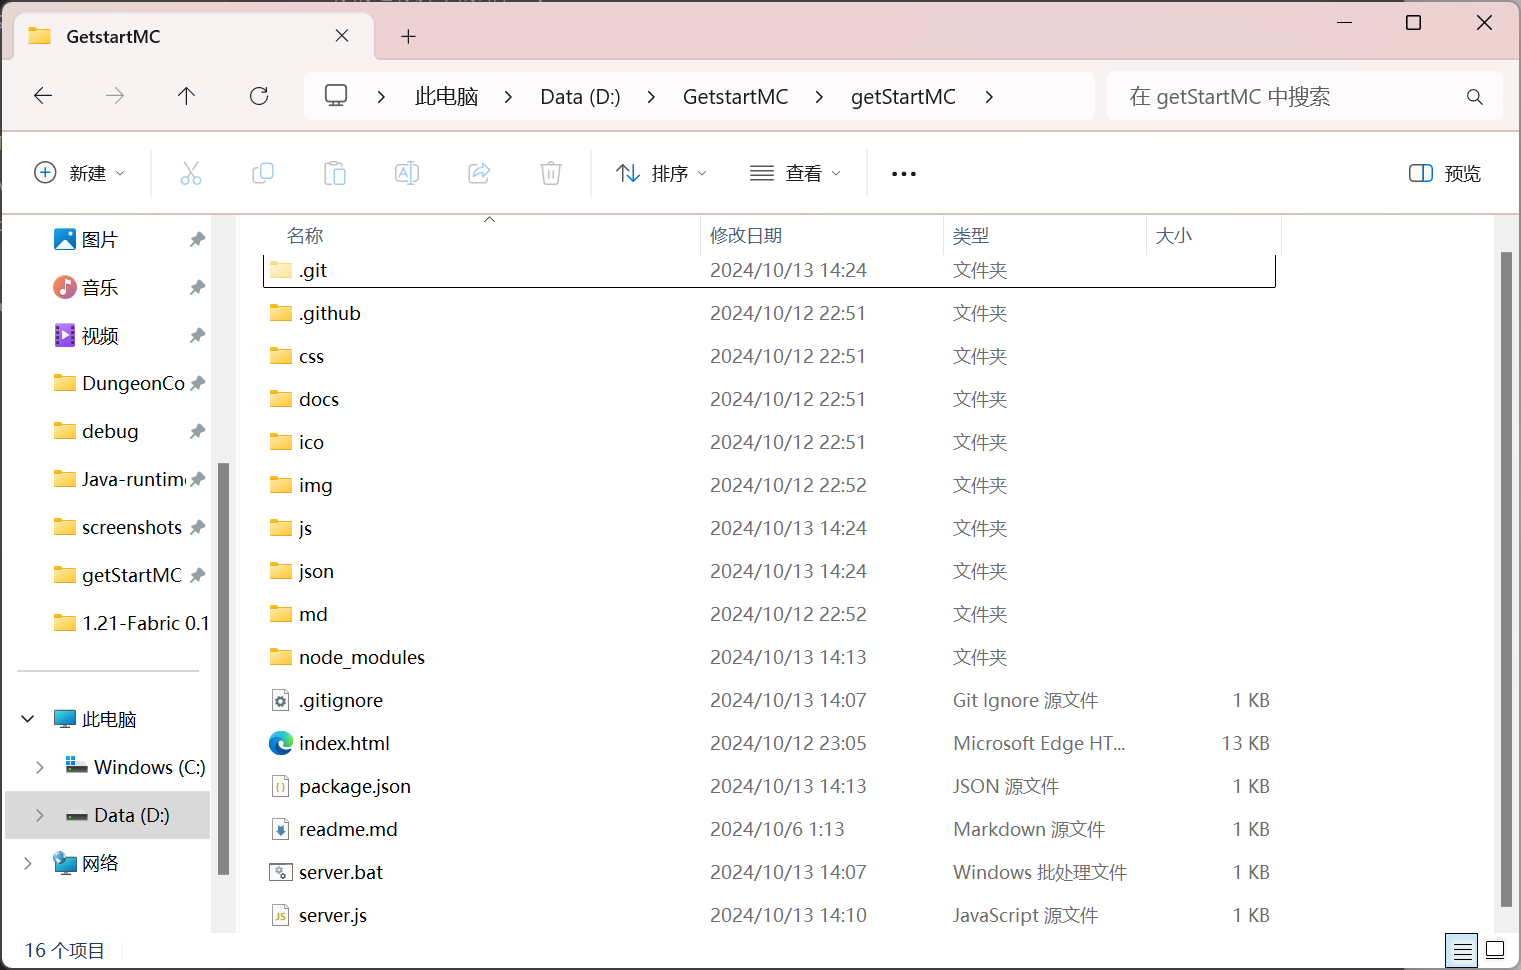 GetstartMC
此电脑 Data (D:) GetstartMC getStartMC
在 getStartMC 中搜索
新建 排序 查看 ••• 预览
图片
音乐
视频
DungeonCo
debug
Java-runtim
screenshots
getStartMC
1.21-Fabric 0.1
此电脑
Windows (C:)
Data (D:)
网络
名称 修改日期 类型 大小
.git 2024/10/13 14:24 文件夹
.github 2024/10/12 22:51 文件夹
css 2024/10/12 22:51 文件夹
docs 2024/10/12 22:51 文件夹
ico 2024/10/12 22:51 文件夹
img 2024/10/12 22:52 文件夹
js 2024/10/13 14:24 文件夹
json 2024/10/13 14:24 文件夹
md 2024/10/12 22:52 文件夹
node_modules 2024/10/13 14:13 文件夹
.gitignore 2024/10/13 14:07 Git Ignore 源文件 1 KB
index.html 2024/10/12 23:05 Microsoft Edge HT... 13 KB
package.json 2024/10/13 14:13 JSON 源文件 1 KB
readme.md 2024/10/6 1:13 Markdown 源文件 1 KB
server.bat 2024/10/13 14:07 Windows 批处理文件 1 KB
server.js 2024/10/13 14:10 JavaScript 源文件 1 KB
16 个项目